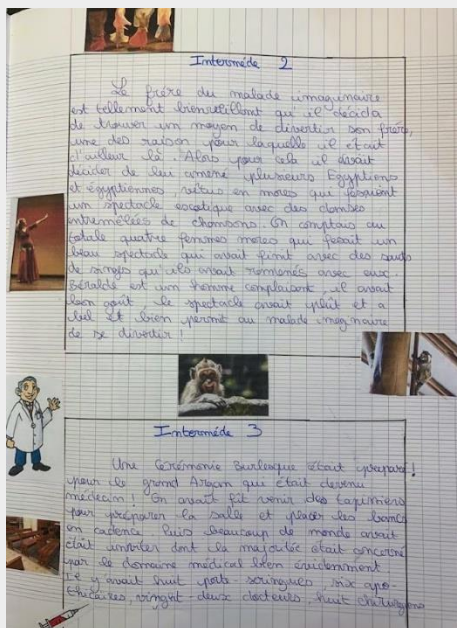 Intermède 2
Le frère du malade imaginaire
est tellement bienveillant qu'il décida
de trouver un moyen de divertir son frère,
une des raison pour laquelle il était
d'ailleur là. Alors pour cela il avait
décider de lui amené plusieurs Egyptiens
et égyptiennes, vêtus en mores qui fesaient
un spectacle exotique avec des danses
entremêlées de chansons. On comptais au
totale quatre femmes mores qui fesait un
beau spectacle qui avait finit avec des sauts
de singes qu'ils avait ramenés avec eux.
Béralde est un homme complaisant, il avait
bon goût, le spectacle avait plût et a
bel et bien permit au malade imaginaire
de se divertir !
Intermède 3
Une Cérémonie Burlesque était préparé !
pour le grand Argan qui était devenu
médecin ! On avait fit venir des tapissiers
pour préparer la salle et placer les bancs
en cadence, puis beaucoup de monde avait
était inviter dont la majoritée était concerné
par le domaine médical bien évidemment.
Il y avait huit porte-seringues, six apo-
thicaires, vingt-deux docteurs, huit chirurgiens